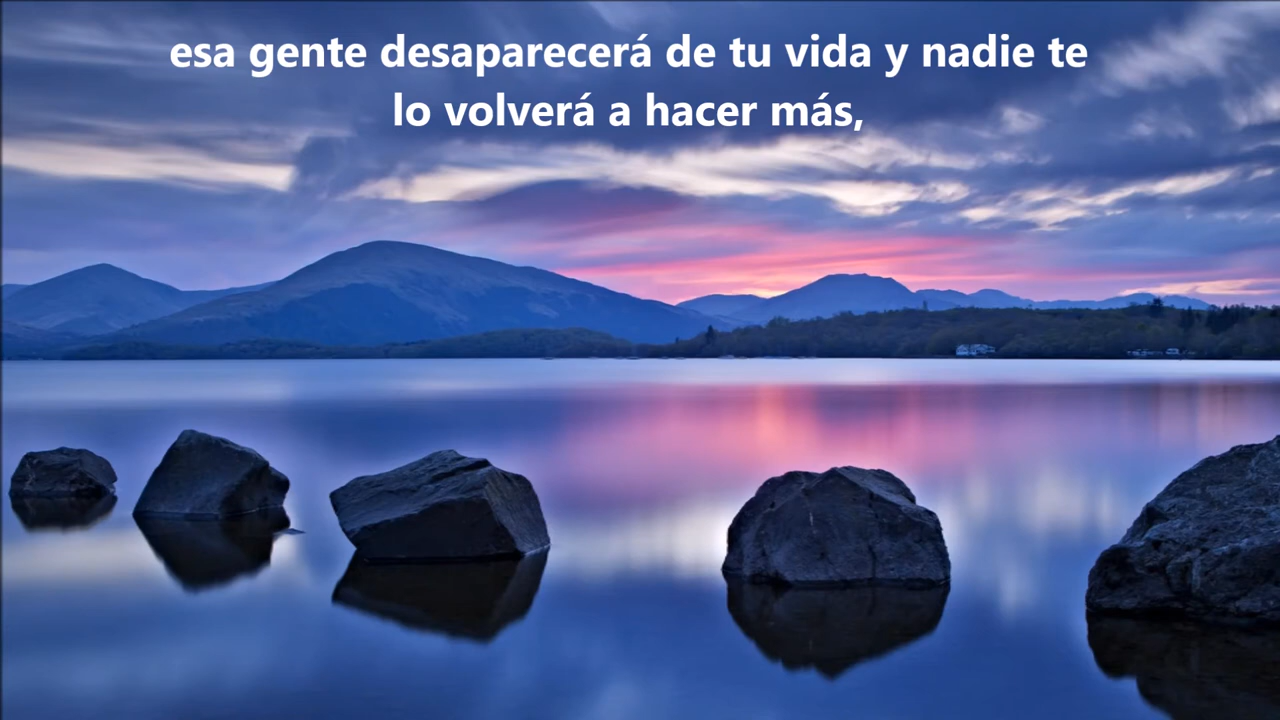 esa gente desaparecerá de tu vida y nadie te
lo volverá a hacer más,